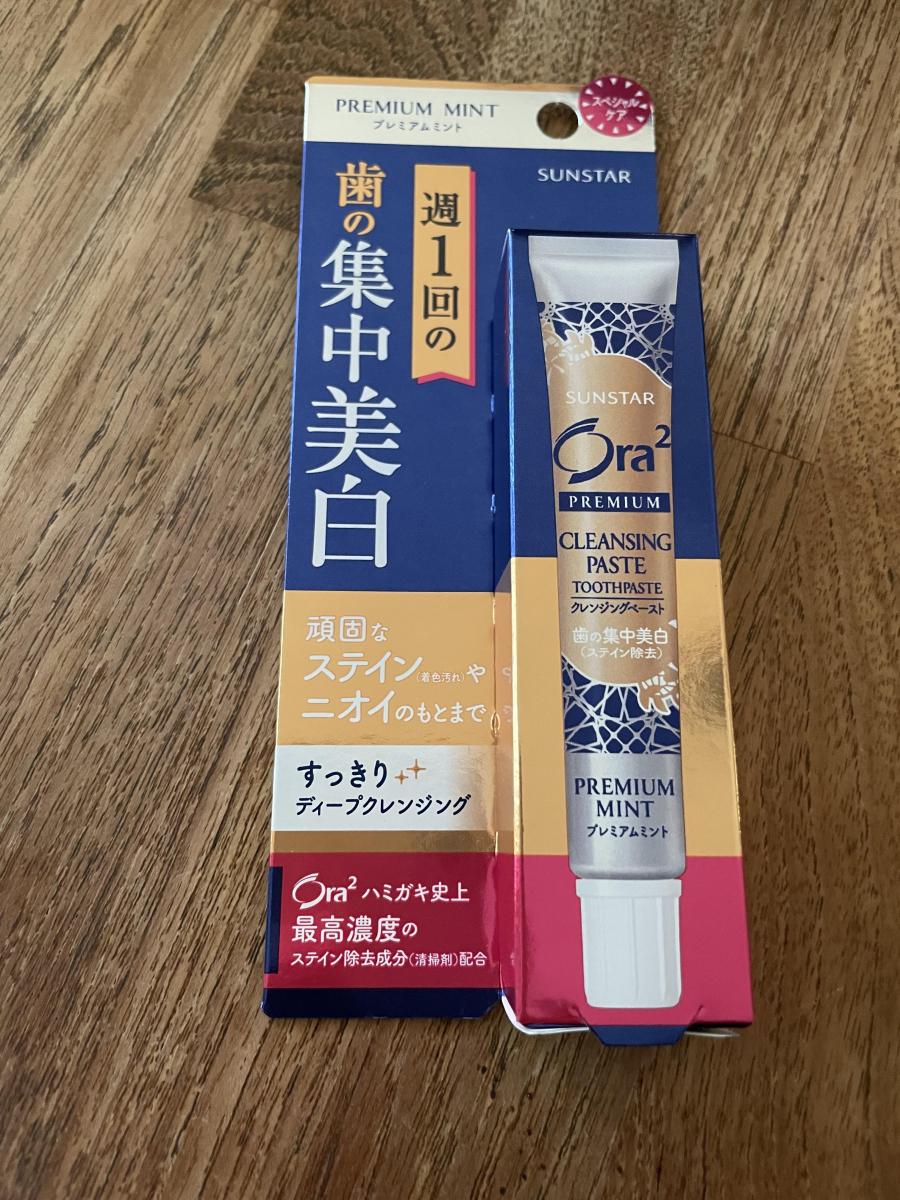 PREMIUM MINT
プレミアムミント
スペシャル
ケア
SUNSTAR
週1回の
歯の集中美白
頑固な
ステイン(着色汚れ)や
ニオイのもとまで
すっきり
ディープクレンジング
Ora² ハミガキ史上
最高濃度の
ステイン除去成分(清掃剤)配合
SUNSTAR
Ora²
PREMIUM
CLEANSING
PASTE
TOOTHPASTE
クレンジングペースト
歯の集中美白
(ステイン除去)
PREMIUM
MINT
プレミアムミント